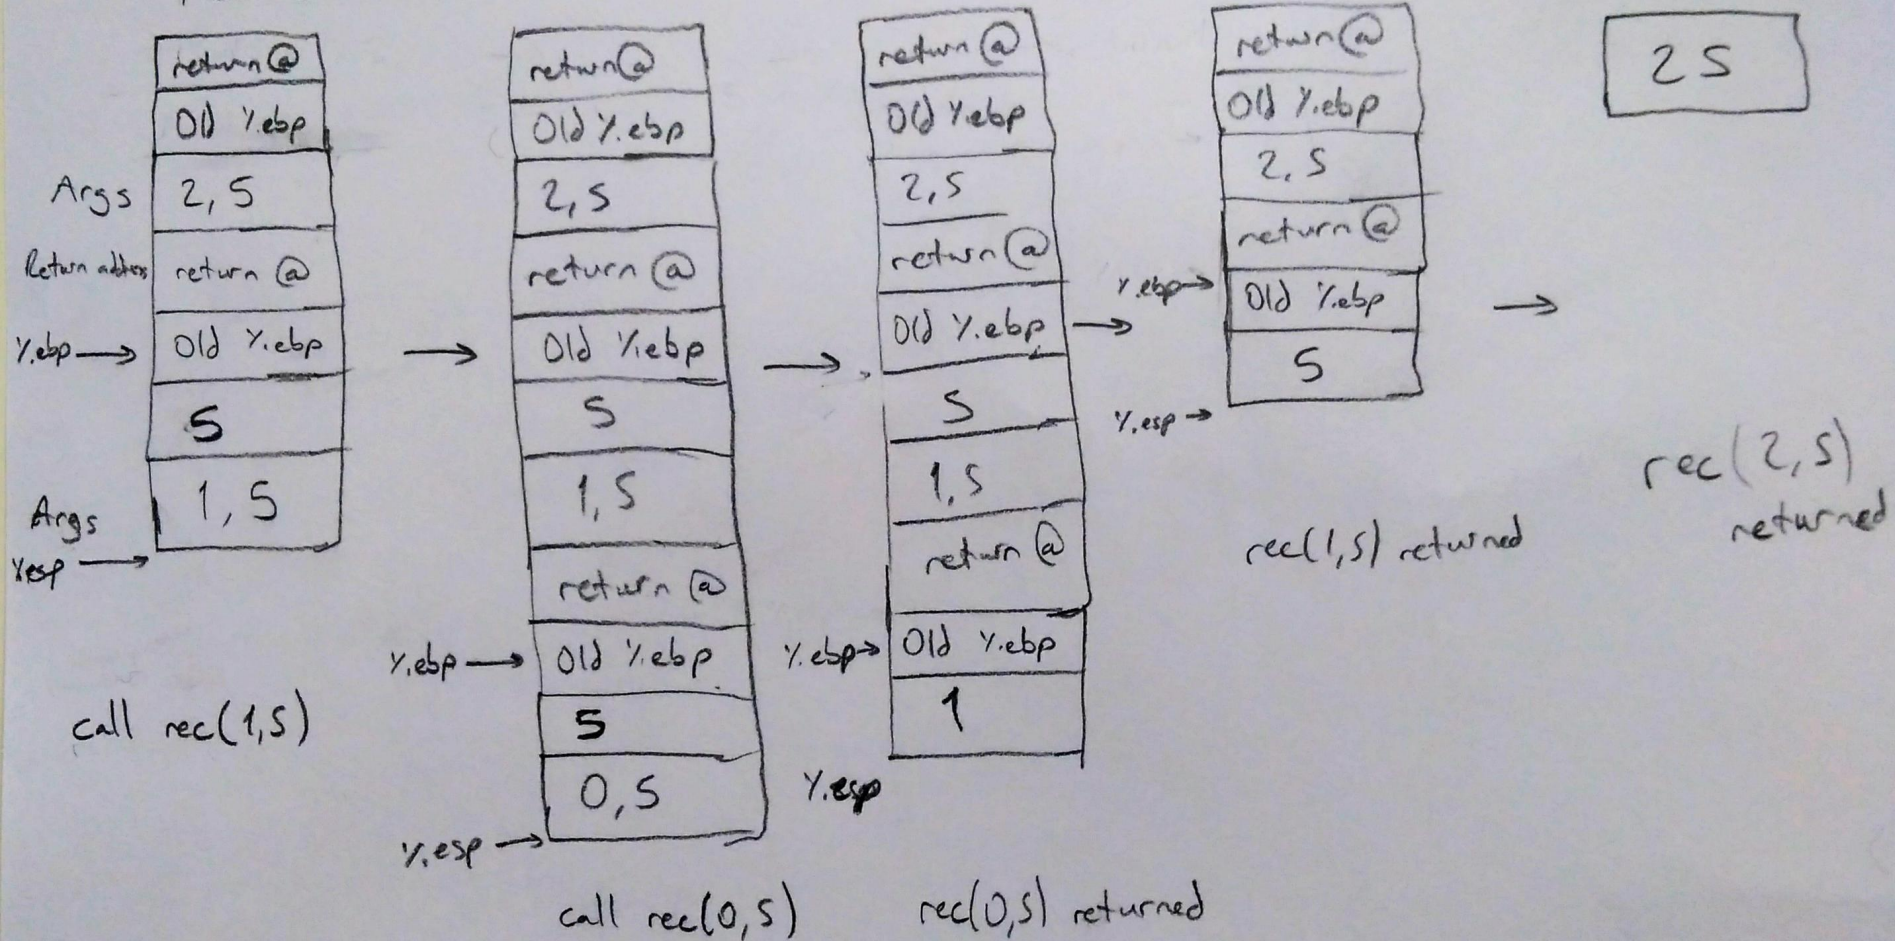 return @
Old %ebp
Args 2, 5
Return address return @
%ebp → Old %ebp
5
Args 1, 5
%esp →
call rec(1,5)
→
return @
Old %ebp
2, 5
return @
Old %ebp
5
1, 5
return @
%ebp → Old %ebp
5
0, 5
%esp →
call rec(0,5)
→
return @
Old %ebp
2, 5
return @
Old %ebp
5
1, 5
return @
%ebp → Old %ebp
1
%esp
rec(0,5) returned
→
return @
Old %ebp
2, 5
return @
%ebp → Old %ebp
5
%esp →
rec(1,5) returned
→
25
rec(2,5)
returned